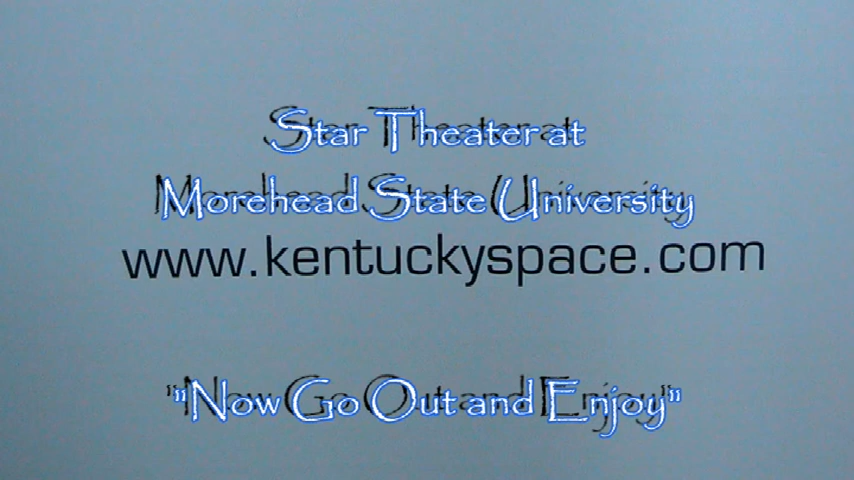 Star Theater at
Morehead State University
www.kentuckyspace.com
"Now Go Out and Enjoy"